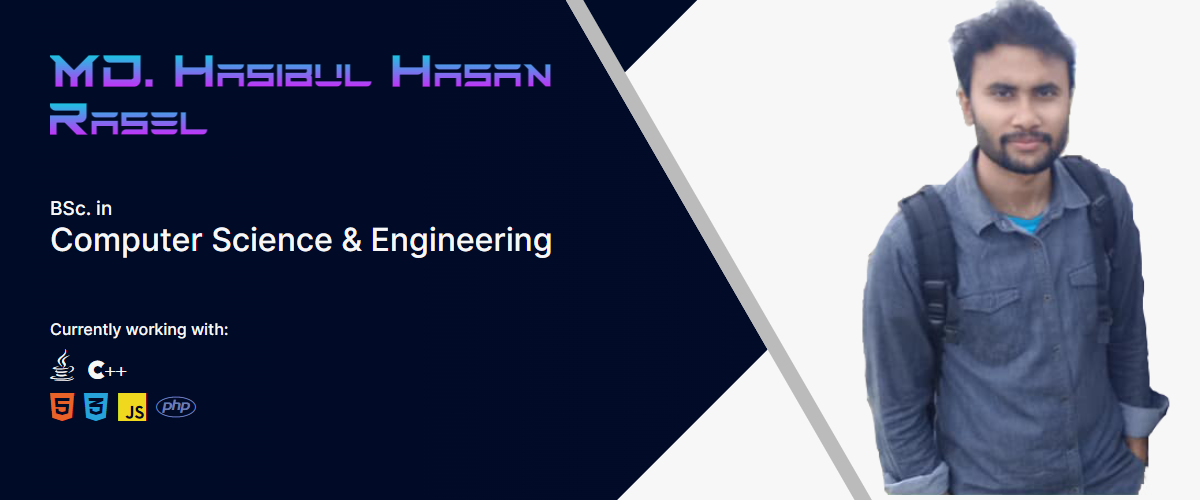 MD. Hasibul Hasan
Rasel
BSc. in
Computer Science & Engineering
Currently working with:
C++
5 3 JS php